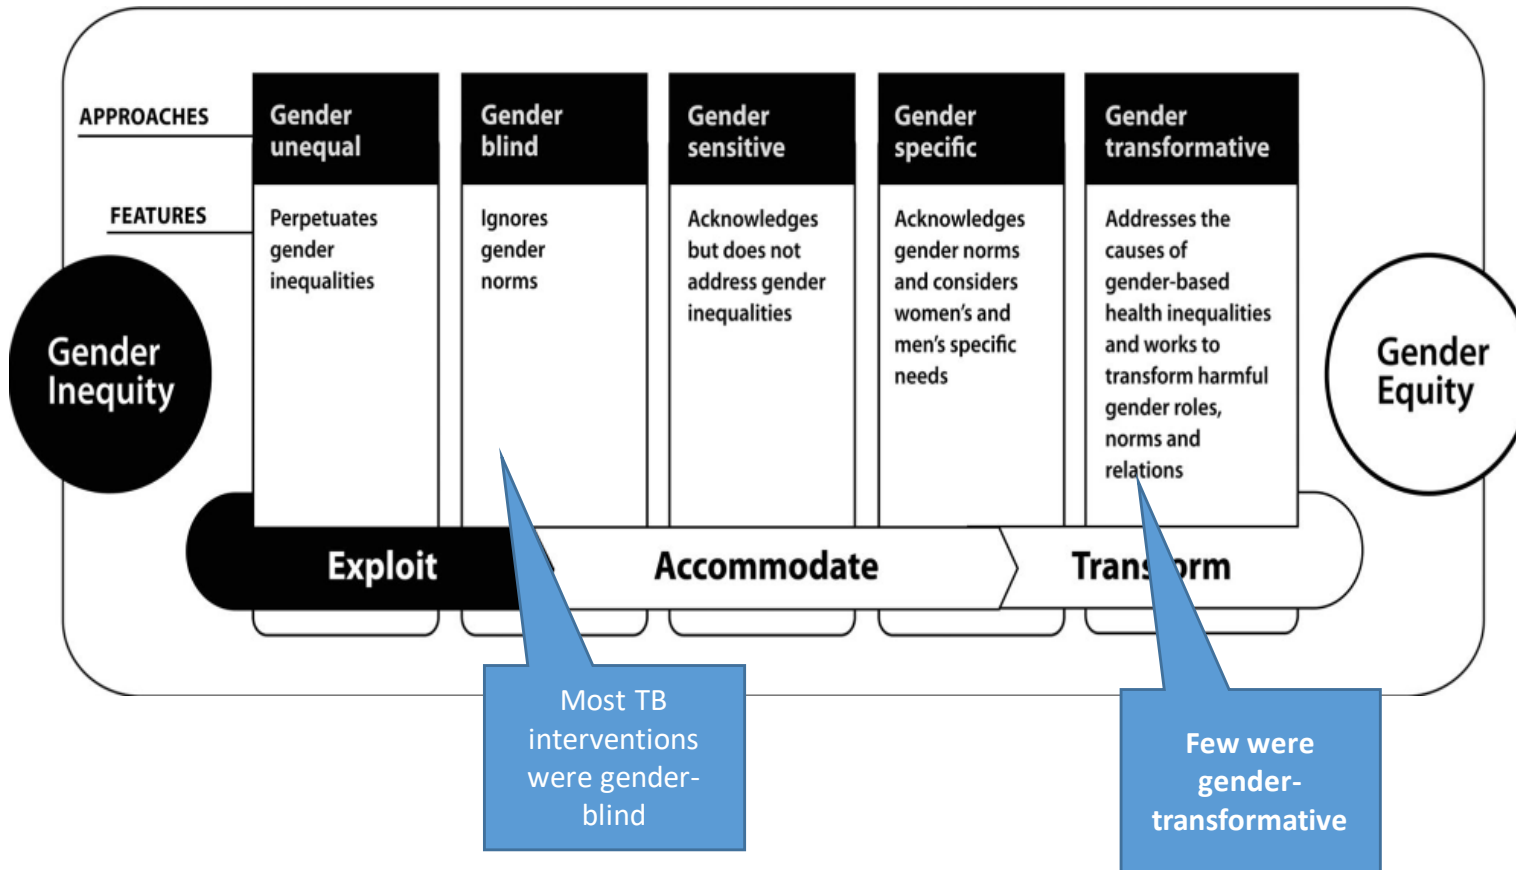 APPROACHES
Gender
unequal
Gender
blind
Gender
sensitive
Gender
specific
Gender
transformative
FEATURES
Perpetuates
gender
inequalities
Ignores
gender
norms
Acknowledges
but does not
address gender
inequalities
Acknowledges
gender norms
and considers
women's and
men's specific
needs
Addresses the
causes of
gender-based
health inequalities
and works to
transform harmful
gender roles,
norms and
relations
Gender
Inequity
Gender
Equity
Exploit
Accommodate
Transform
Most TB
interventions
were gender-
blind
Few were
gender-
transformative